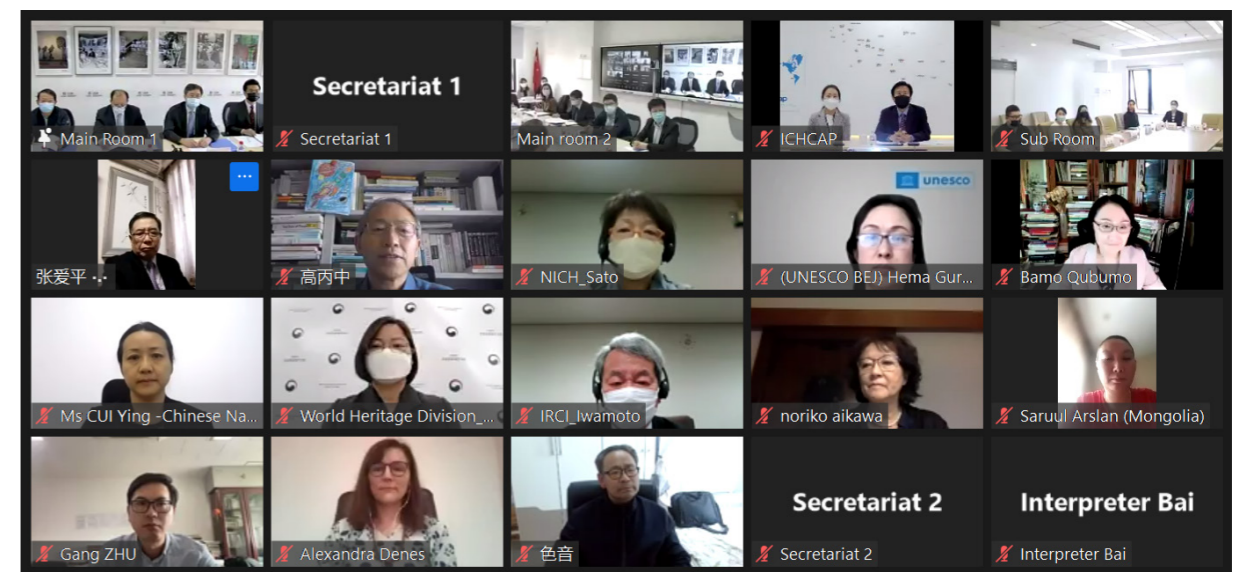 Secretariat 1
Main Room 1
Secretariat 1
Main room 2
ICHCAP
Sub Room
unesco
张爱平
高丙中
NICH_Sato
(UNESCO BEJ) Hema Gur...
Bamo Qubumo
Ms CUI Ying -Chinese Na...
World Heritage Division_...
IRCI_Iwamoto
noriko aikawa
Saruul Arslan (Mongolia)
Secretariat 2
Interpreter Bai
Gang ZHU
Alexandra Denes
色音
Secretariat 2
Interpreter Bai